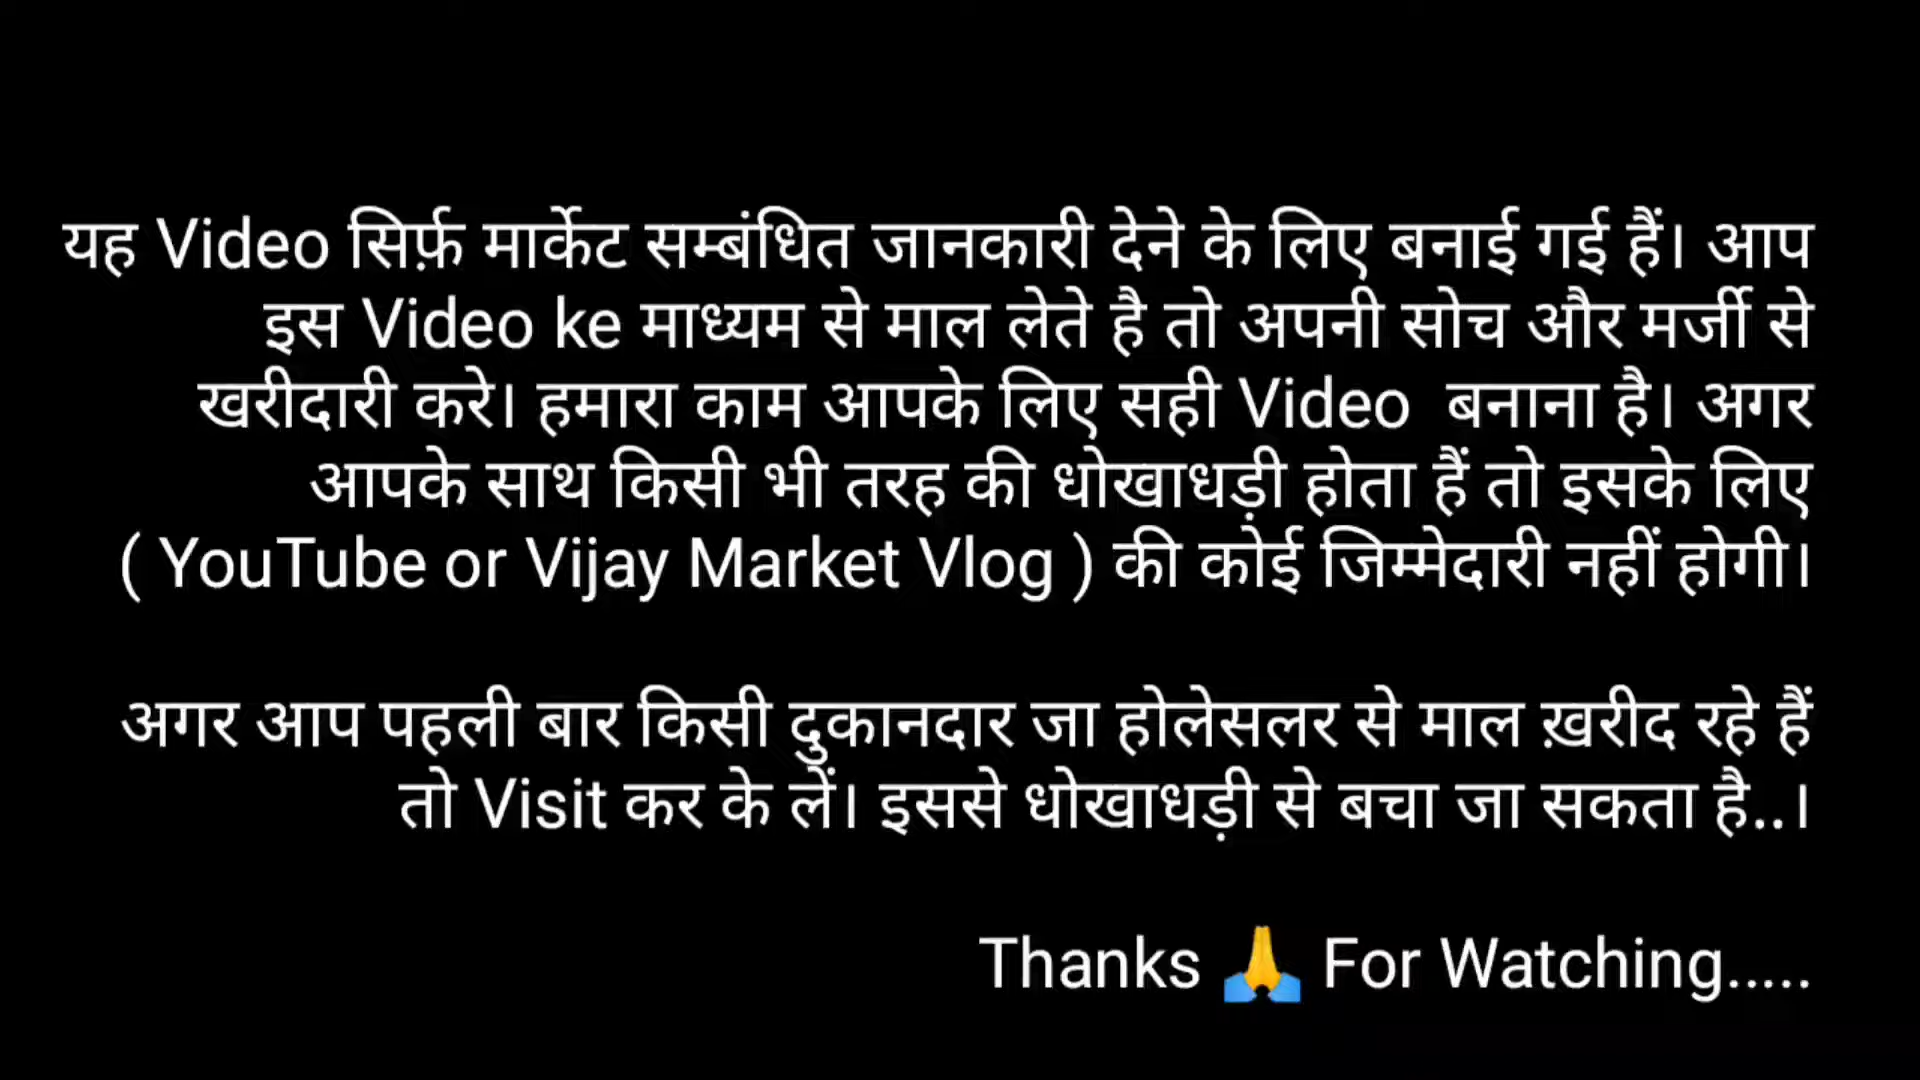 यह Video सिर्फ़ मार्केट सम्बंधित जानकारी देने के लिए बनाई गई हैं। आप
इस Video ke माध्यम से माल लेते है तो अपनी सोच और मर्जी से
खरीदारी करे। हमारा काम आपके लिए सही Video  बनाना है। अगर
आपके साथ किसी भी तरह की धोखाधड़ी होता हैं तो इसके लिए
( YouTube or Vijay Market Vlog ) की कोई जिम्मेदारी नहीं होगी।
अगर आप पहली बार किसी दुकानदार जा होलेसलर से माल ख़रीद रहे हैं
तो Visit कर के लें। इससे धोखाधड़ी से बचा जा सकता है..।
Thanks 🙏 For Watching.....